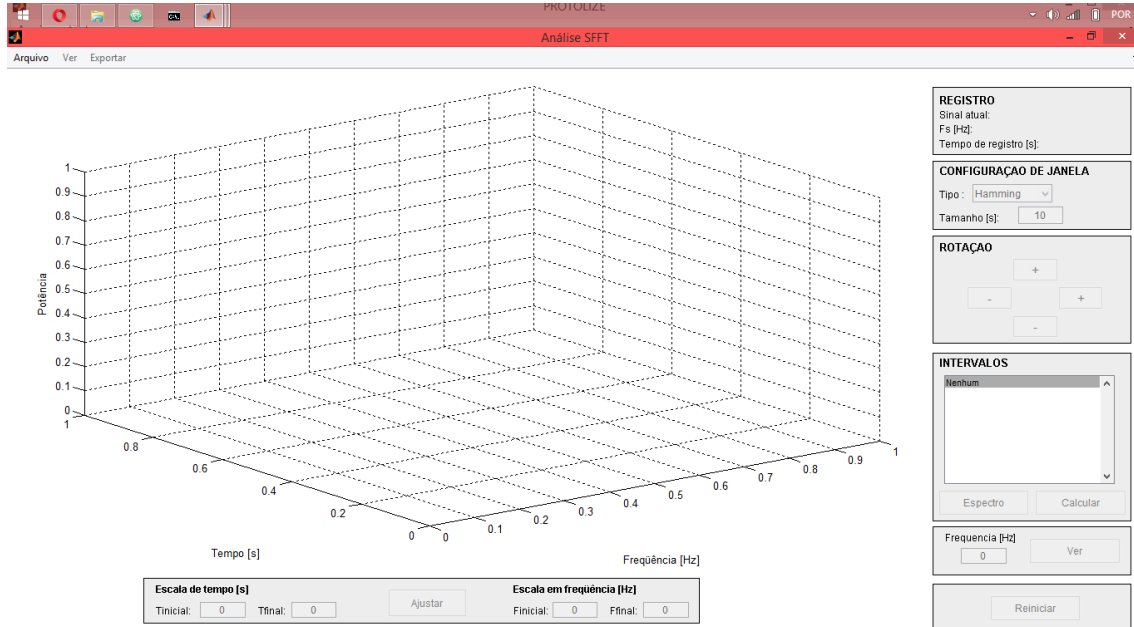 PROTOLIZE
POR
Análise SFFT
Arquivo Ver Exportar
REGISTRO
Sinal atual:
Fs [Hz]:
Tempo de registro [s]:
CONFIGURAÇAO DE JANELA
Tipo : Hamming
Tamanho [s]: 10
ROTAÇAO
+
- +
-
INTERVALOS
Nenhum
Espectro Calcular
Frequencia [Hz]
0 Ver
Reiniciar
Potência
1
0.9
0.8
0.7
0.6
0.5
0.4
0.3
0.2
0.1
0
1 0.8 0.6 0.4 0.2 0
0 0.1 0.2 0.3 0.4 0.5 0.6 0.7 0.8 0.9 1
Tempo [s]
Freqüência [Hz]
Escala de tempo [s]
Tinicial: 0 Tfinal: 0
Ajustar
Escala em freqüência [Hz]
Finicial: 0 Ffinal: 0